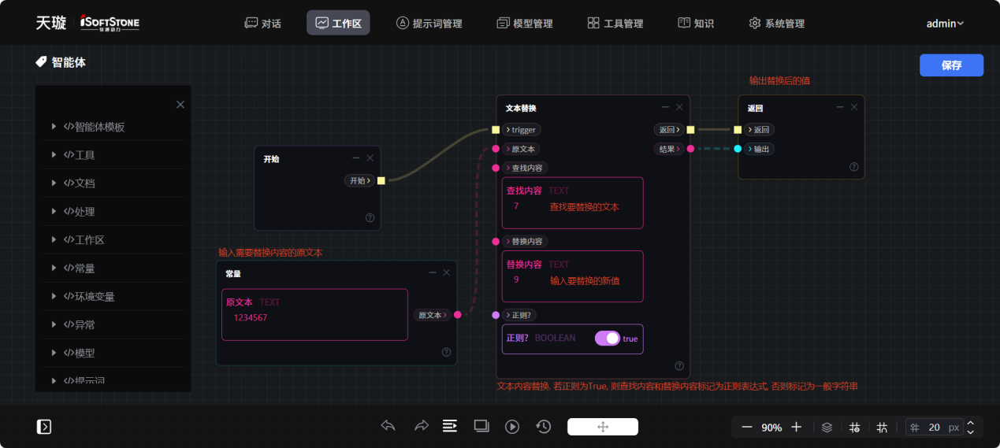 天璇 iSOFTSTONE 软通动力
对话
工作区
提示词管理
模型管理
工具管理
知识
系统管理
admin
智能体
保存
智能体模板
工具
文档
处理
工作区
常量
环境变量
异常
模型
提示词
开始
开始
输入需要替换内容的原文本
常量
原文本 TEXT
1234567
原文本
文本替换
trigger
返回
原文本
结果
查找内容
查找内容 TEXT
7 查找要替换的文本
替换内容
替换内容 TEXT
9 输入要替换的新值
正则?
正则? BOOLEAN true
文本内容替换, 若正则为True, 则查找内容和替换内容标记为正则表达式, 否则标记为一般字符串
输出替换后的值
返回
返回
输出
90%
20 px